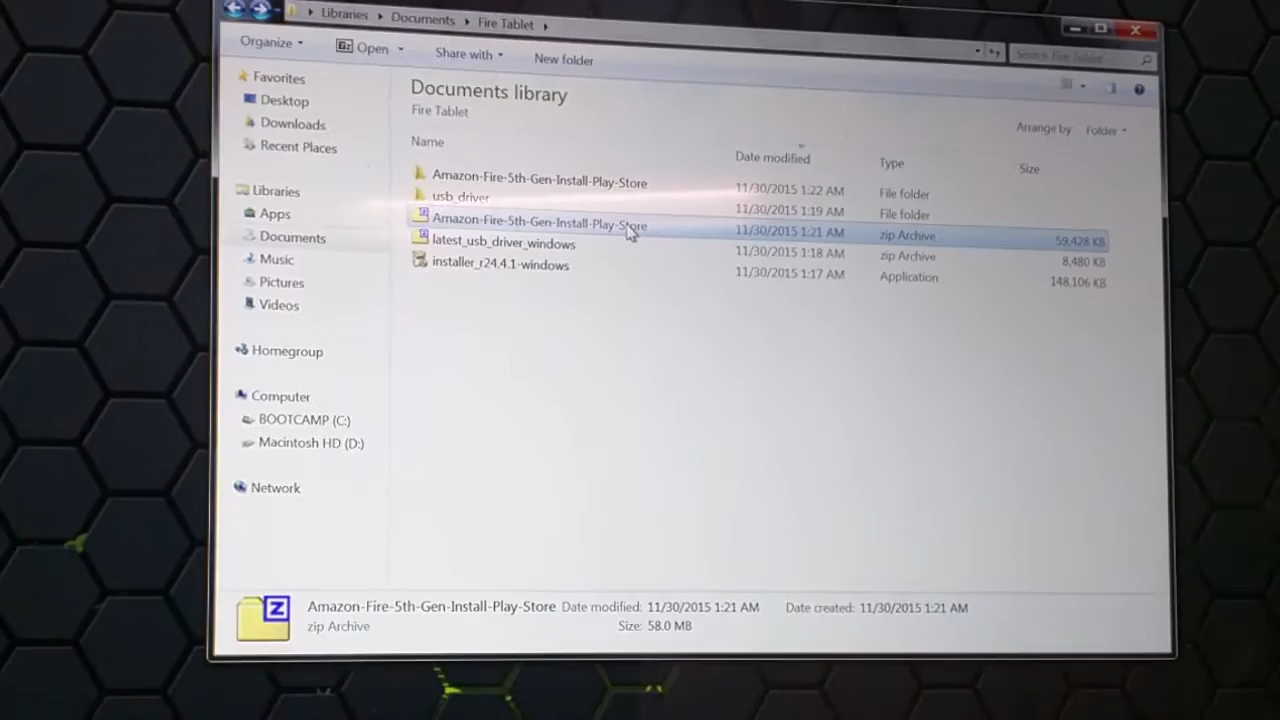 Libraries Documents Fire Tablet
Organize Open Share with New folder
Search Fire Tablet
Favorites
Desktop
Downloads
Recent Places
Libraries
Apps
Documents
Music
Pictures
Videos
Homegroup
Computer
BOOTCAMP (C:)
Macintosh HD (D:)
Network
Documents library
Fire Tablet
Arrange by: Folder
Name Date modified Type Size
Amazon-Fire-5th-Gen-Install-Play-Store 11/30/2015 1:22 AM File folder
usb_driver 11/30/2015 1:19 AM File folder
Amazon-Fire-5th-Gen-Install-Play-Store 11/30/2015 1:21 AM zip Archive 59,428 KB
latest_usb_driver_windows 11/30/2015 1:18 AM zip Archive 8,480 KB
installer_r24.4.1-windows 11/30/2015 1:17 AM Application 148,106 KB
Z Amazon-Fire-5th-Gen-Install-Play-Store Date modified: 11/30/2015 1:21 AM Date created: 11/30/2015 1:21 AM
zip Archive Size: 58.0 MB